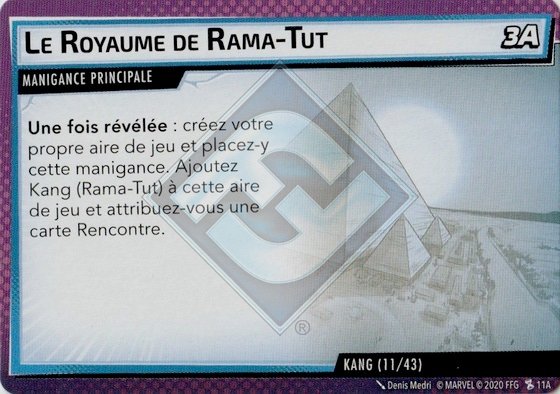 Le Royaume de Rama-Tut 3A
MANIGANCE PRINCIPALE
Une fois révélée : créez votre
propre aire de jeu et placez-y
cette manigance. Ajoutez
Kang (Rama-Tut) à cette aire
de jeu et attribuez-vous une
carte Rencontre.
®
KANG (11/43)
Denis Medri © MARVEL © 2020 FFG 11A